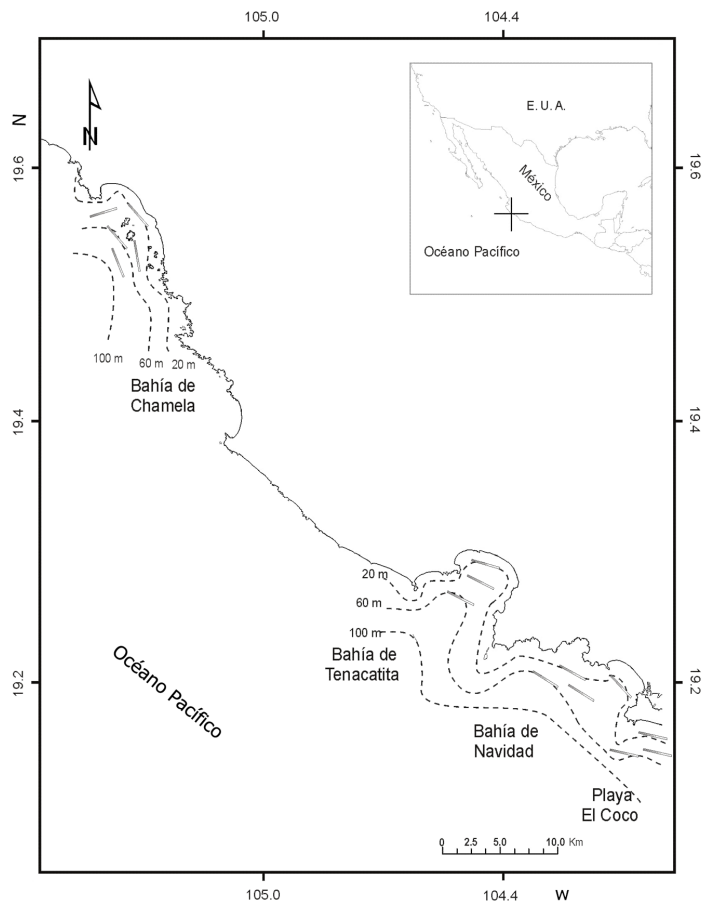 105.0
104.4
N
E. U. A.
N
19.6
19.6
México
Océano Pacífico
100 m
60 m
20 m
Bahía de
Chamela
19.4
19.4
20 m
60 m
100 m
Bahía de
Tenacatita
Océano Pacífico
19.2
19.2
Bahía de
Navidad
Playa
El Coco
0 2.5 5.0 10.0 Km
105.0
104.4
W